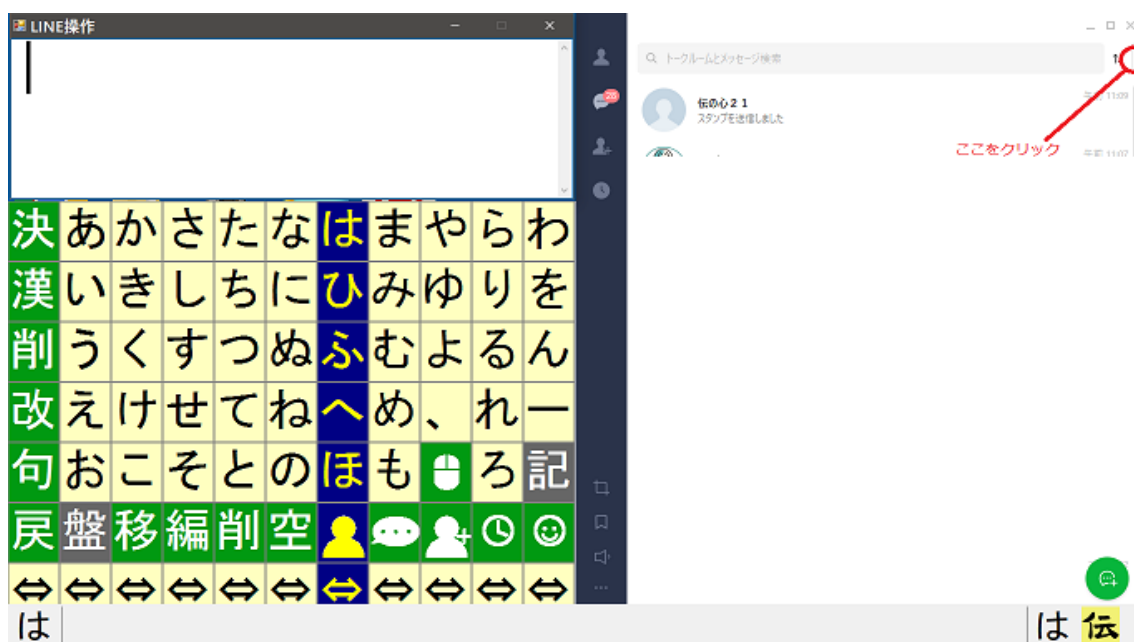 LINE操作
トークルームとメッセージ検索
28
伝の心21
午前 11:09
スタンプを送信しました
ここをクリック
午前 11:07
決あかさたなはまやらわ
漢いきしちにひみゆりを
削うくすつぬふむよるん
改えけせてねへめ、れー
句おこそとのほもろ記
戻盤移編削空
は
は 伝